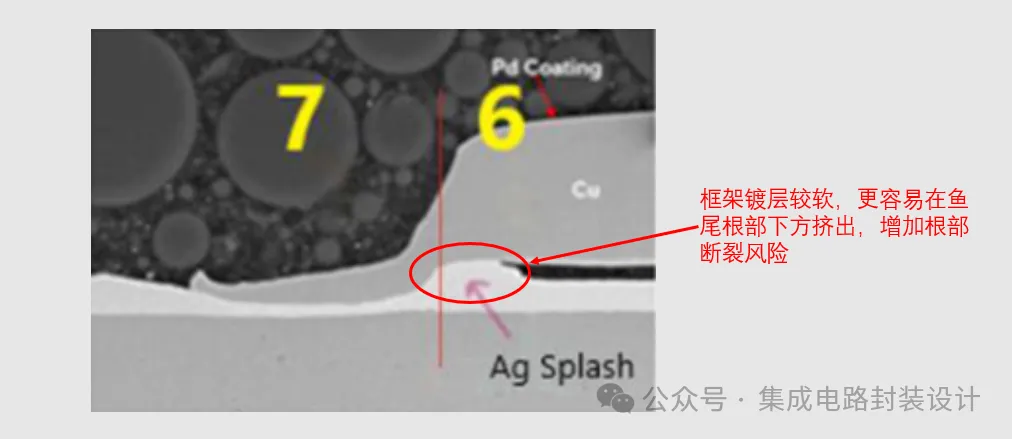 Pd Coating
7
6
Cu
框架镀层较软，更容易在鱼
尾根部下方挤出，增加根部
断裂风险
Ag Splash
公众号 · 集成电路封装设计